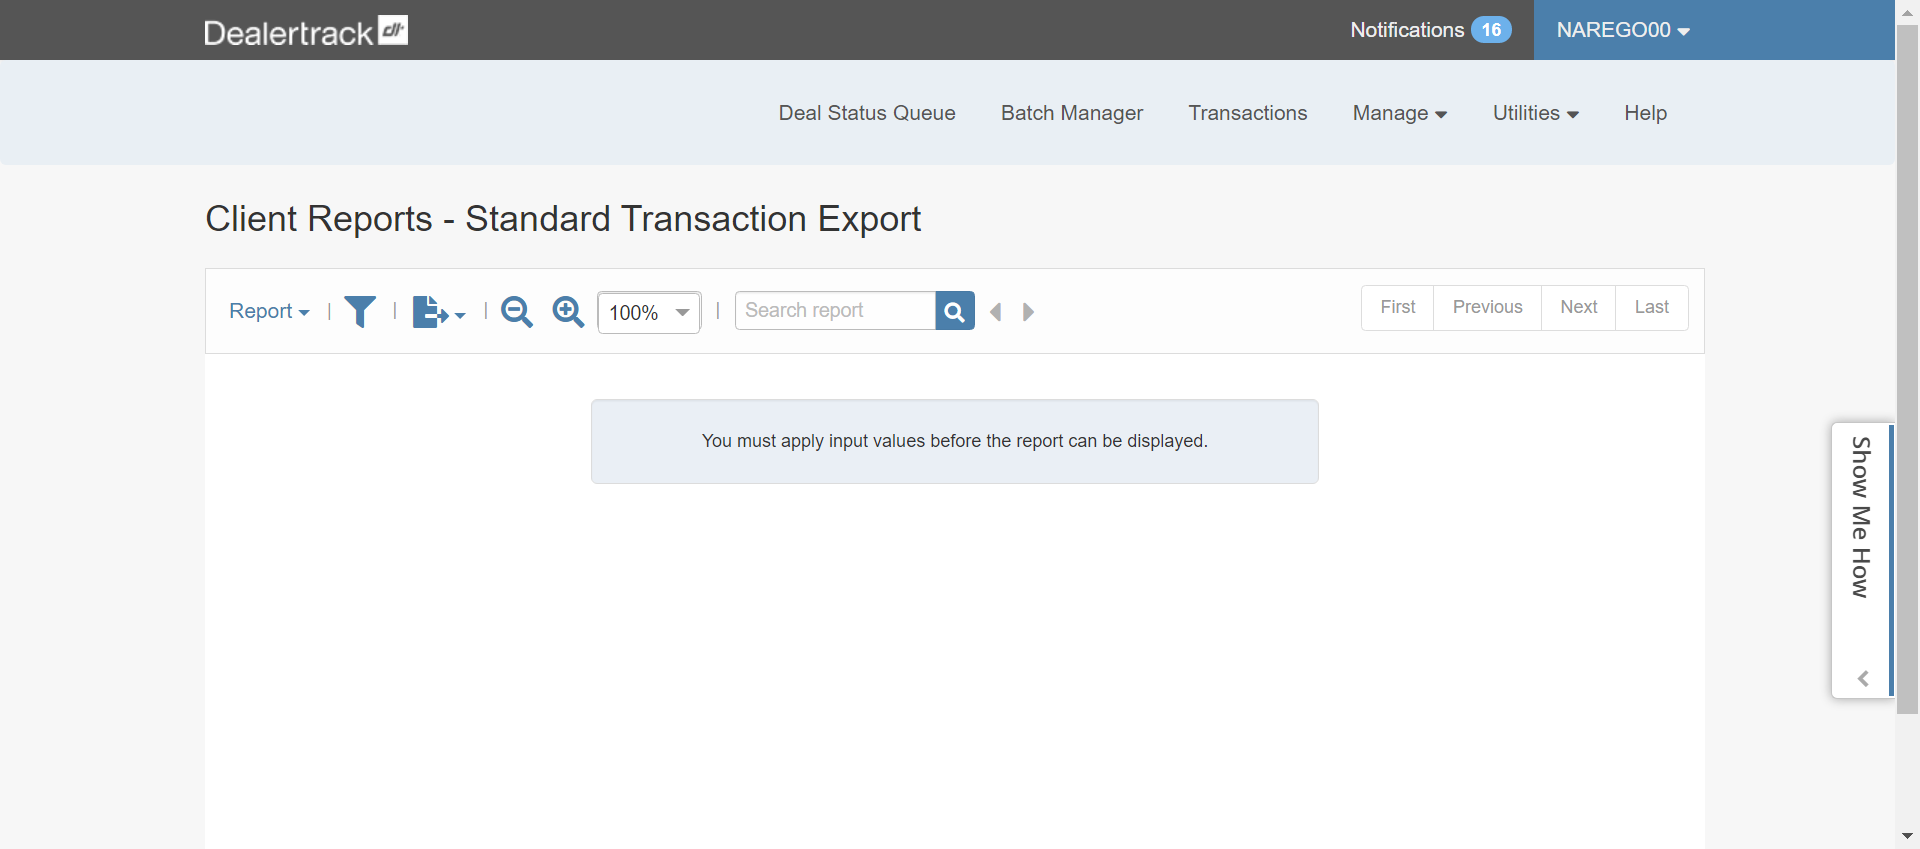 Dealertrack dt
Notifications 16 NAREGO00
Deal Status Queue Batch Manager Transactions Manage Utilities Help
Client Reports - Standard Transaction Export
Report | | | 100% | Search report First Previous Next Last
You must apply input values before the report can be displayed.
Show Me How